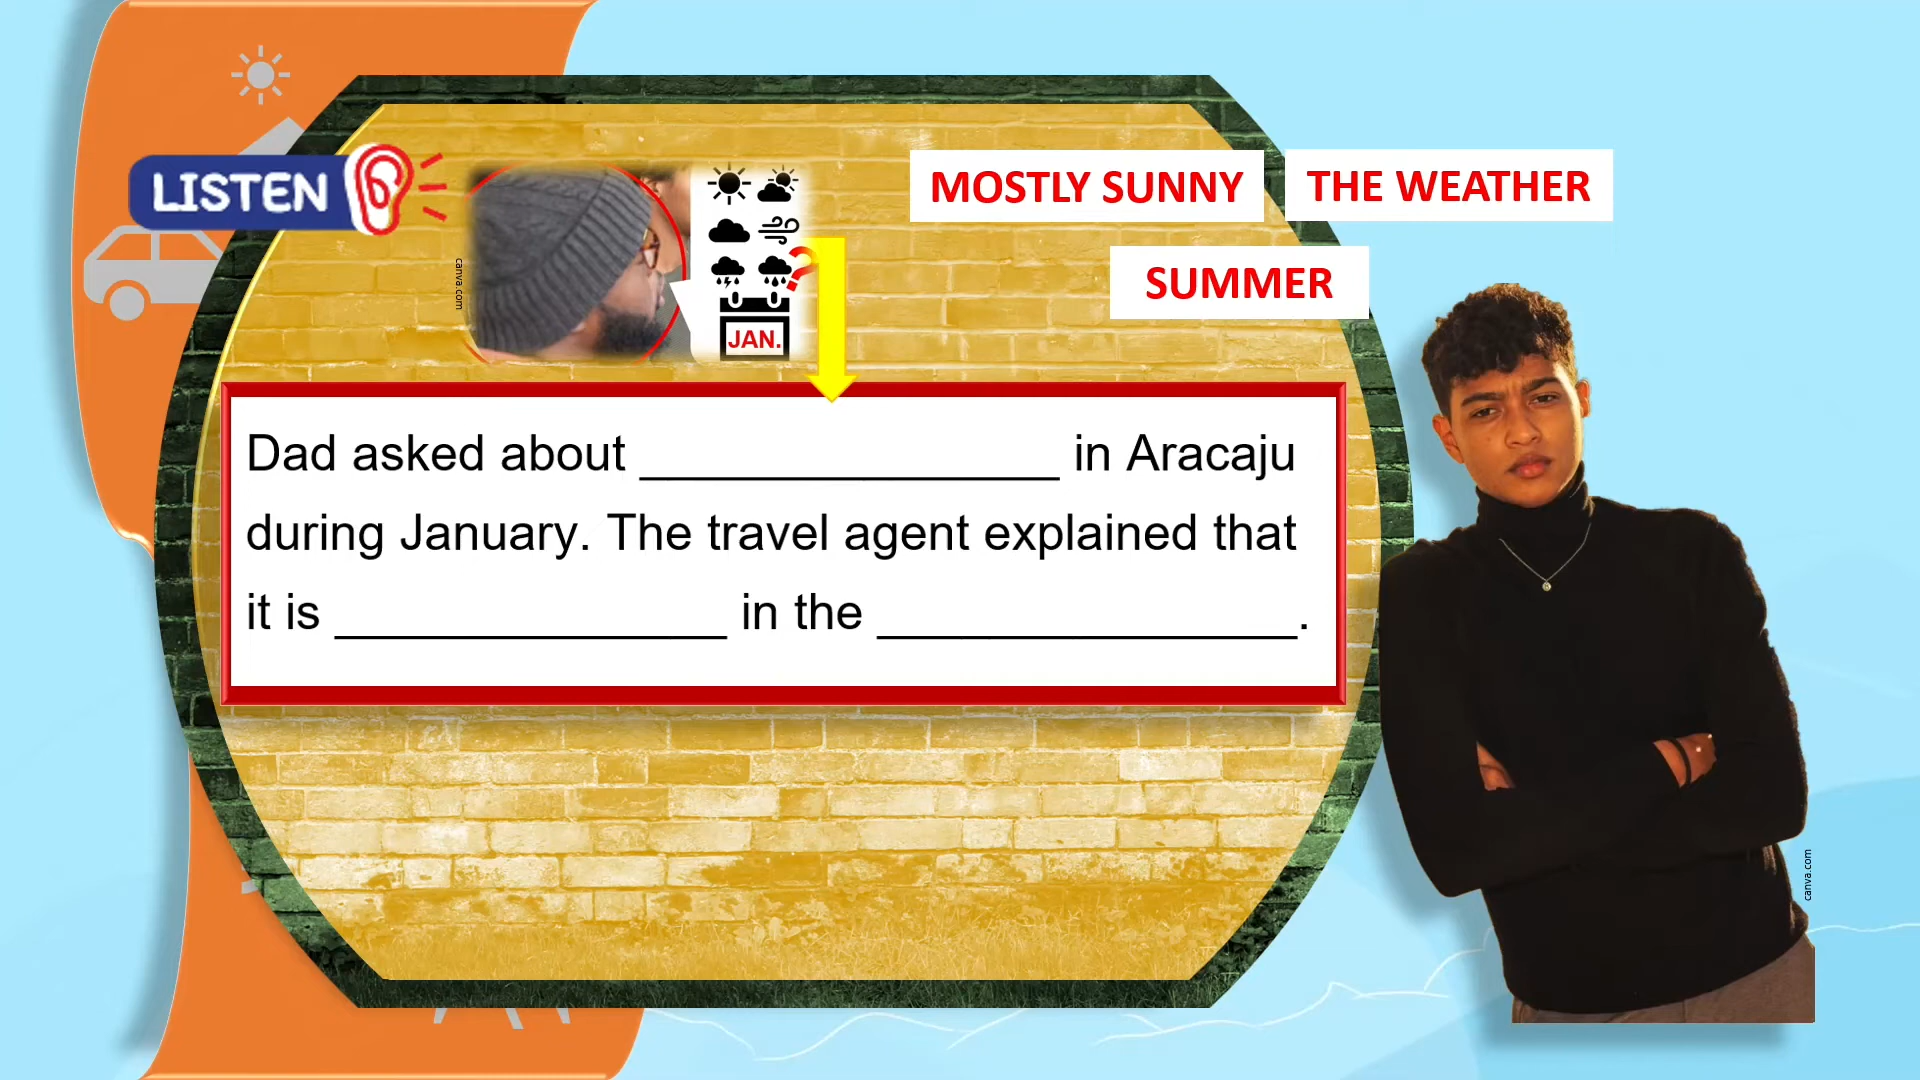 LISTEN
MOSTLY SUNNY
THE WEATHER
SUMMER
canva.com
?
JAN.
Dad asked about _______________ in Aracaju
during January. The travel agent explained that
it is ______________ in the _______________.
canva.com